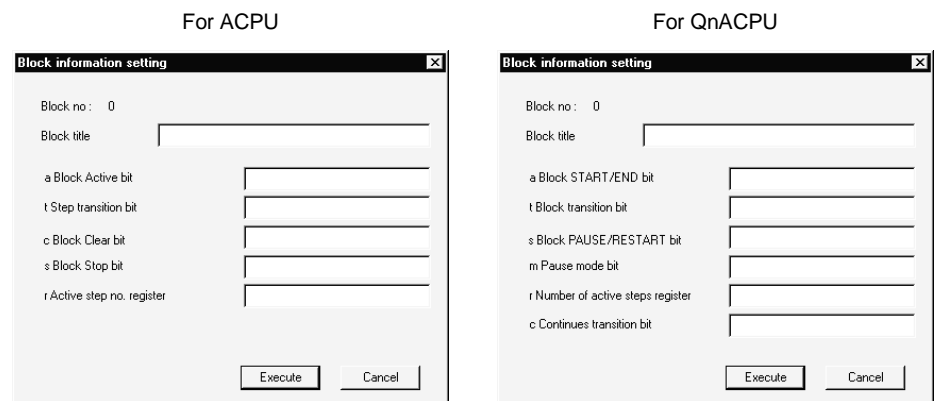 For ACPU
Block information setting
Block no : 0
Block title
a Block Active bit
t Step transition bit
c Block Clear bit
s Block Stop bit
r Active step no. register
Execute Cancel
For QnACPU
Block information setting
Block no : 0
Block title
a Block START/END bit
t Block transition bit
s Block PAUSE/RESTART bit
m Pause mode bit
r Number of active steps register
c Continues transition bit
Execute Cancel